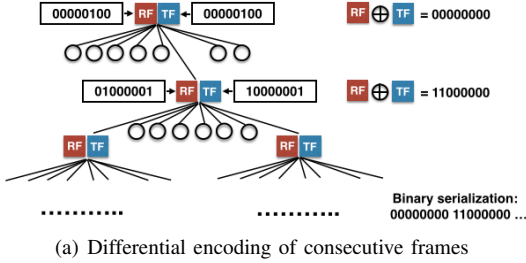 00000100 RF TF 00000100 RF ⊕ TF = 00000000
01000001 RF TF 10000001 RF ⊕ TF = 11000000
RF TF RF TF
Binary serialization:
............ ............ 00000000 11000000 ...
(a) Differential encoding of consecutive frames